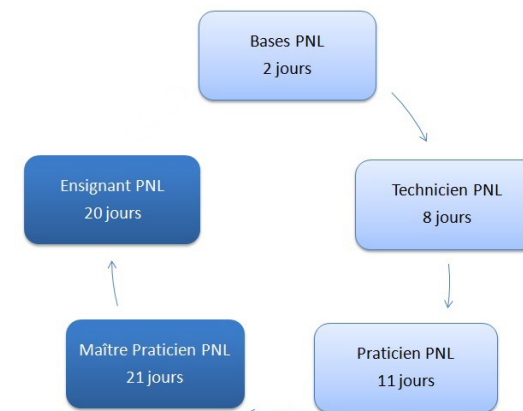 Bases PNL
2 jours
Technicien PNL
8 jours
Praticien PNL
11 jours
Maître Praticien PNL
21 jours
Ensignant PNL
20 jours